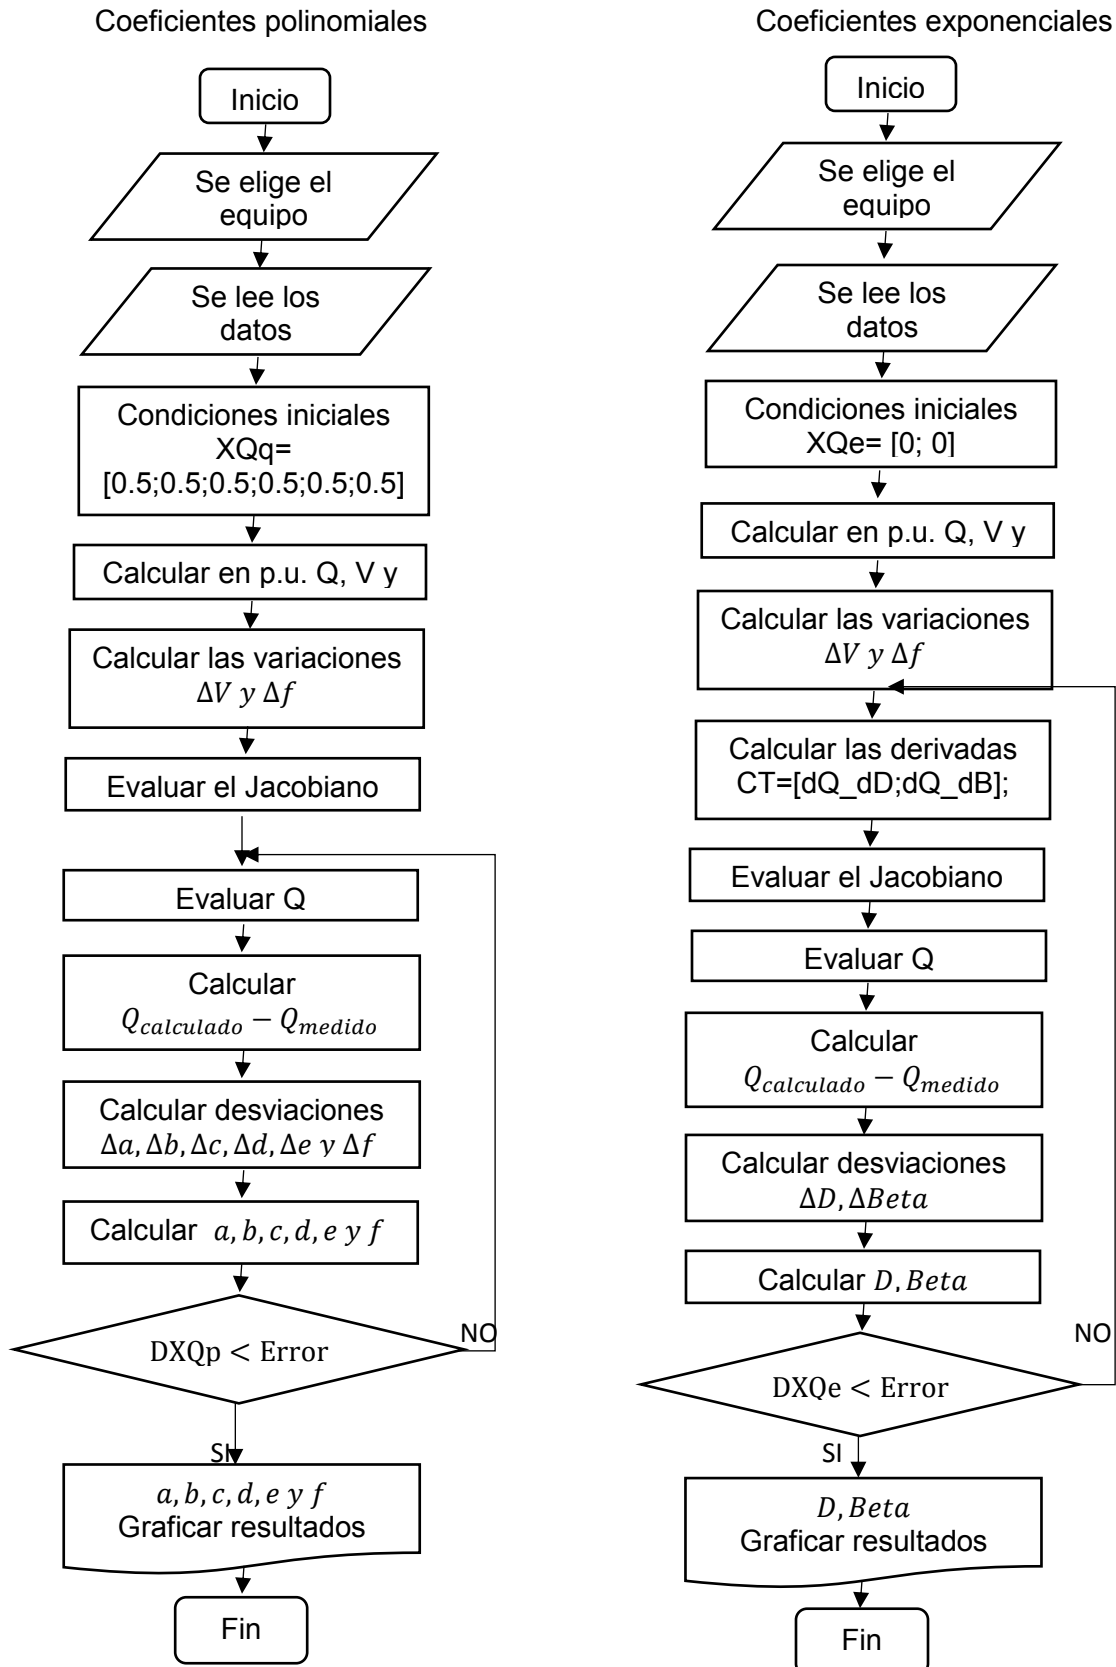 Coeficientes polinomiales
Inicio
Se elige el
equipo
Se lee los
datos
Condiciones iniciales
XQq=
[0.5;0.5;0.5;0.5;0.5;0.5]
Calcular en p.u. Q, V y
Calcular las variaciones
ΔV y Δf
Evaluar el Jacobiano
Evaluar Q
Calcular
Q_calculado − Q_medido
Calcular desviaciones
Δa, Δb, Δc, Δd, Δe y Δf
Calcular a, b, c, d, e y f
DXQp < Error
NO
SI
a, b, c, d, e y f
Graficar resultados
Fin
Coeficientes exponenciales
Inicio
Se elige el
equipo
Se lee los
datos
Condiciones iniciales
XQe= [0; 0]
Calcular en p.u. Q, V y
Calcular las variaciones
ΔV y Δf
Calcular las derivadas
CT=[dQ_dD;dQ_dB];
Evaluar el Jacobiano
Evaluar Q
Calcular
Q_calculado − Q_medido
Calcular desviaciones
ΔD, ΔBeta
Calcular D, Beta
DXQe < Error
NO
SI
D, Beta
Graficar resultados
Fin